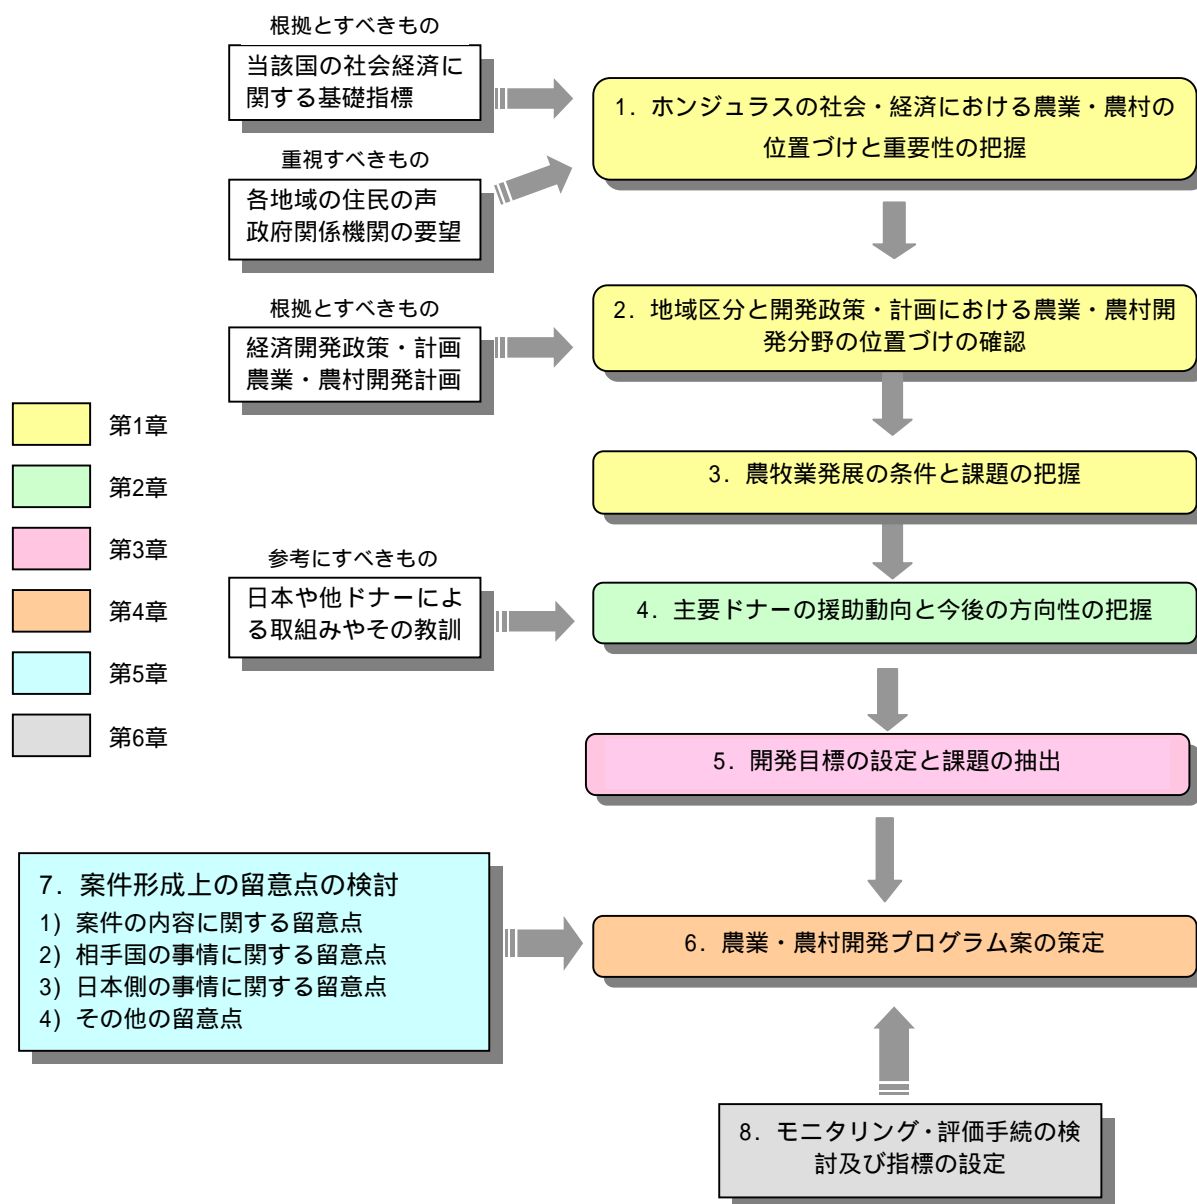 根拠とすべきもの
当該国の社会経済に
関する基礎指標
重視すべきもの
各地域の住民の声
政府関係機関の要望
1. ホンジュラスの社会・経済における農業・農村の
位置づけと重要性の把握
根拠とすべきもの
経済開発政策・計画
農業・農村開発計画
2. 地域区分と開発政策・計画における農業・農村開
発分野の位置づけの確認
第1章
第2章
第3章
第4章
第5章
第6章
3. 農牧業発展の条件と課題の把握
参考にすべきもの
日本や他ドナーによ
る取組みやその教訓
4. 主要ドナーの援助動向と今後の方向性の把握
5. 開発目標の設定と課題の抽出
7. 案件形成上の留意点の検討
1) 案件の内容に関する留意点
2) 相手国の事情に関する留意点
3) 日本側の事情に関する留意点
4) その他の留意点
6. 農業・農村開発プログラム案の策定
8. モニタリング・評価手続の検
討及び指標の設定